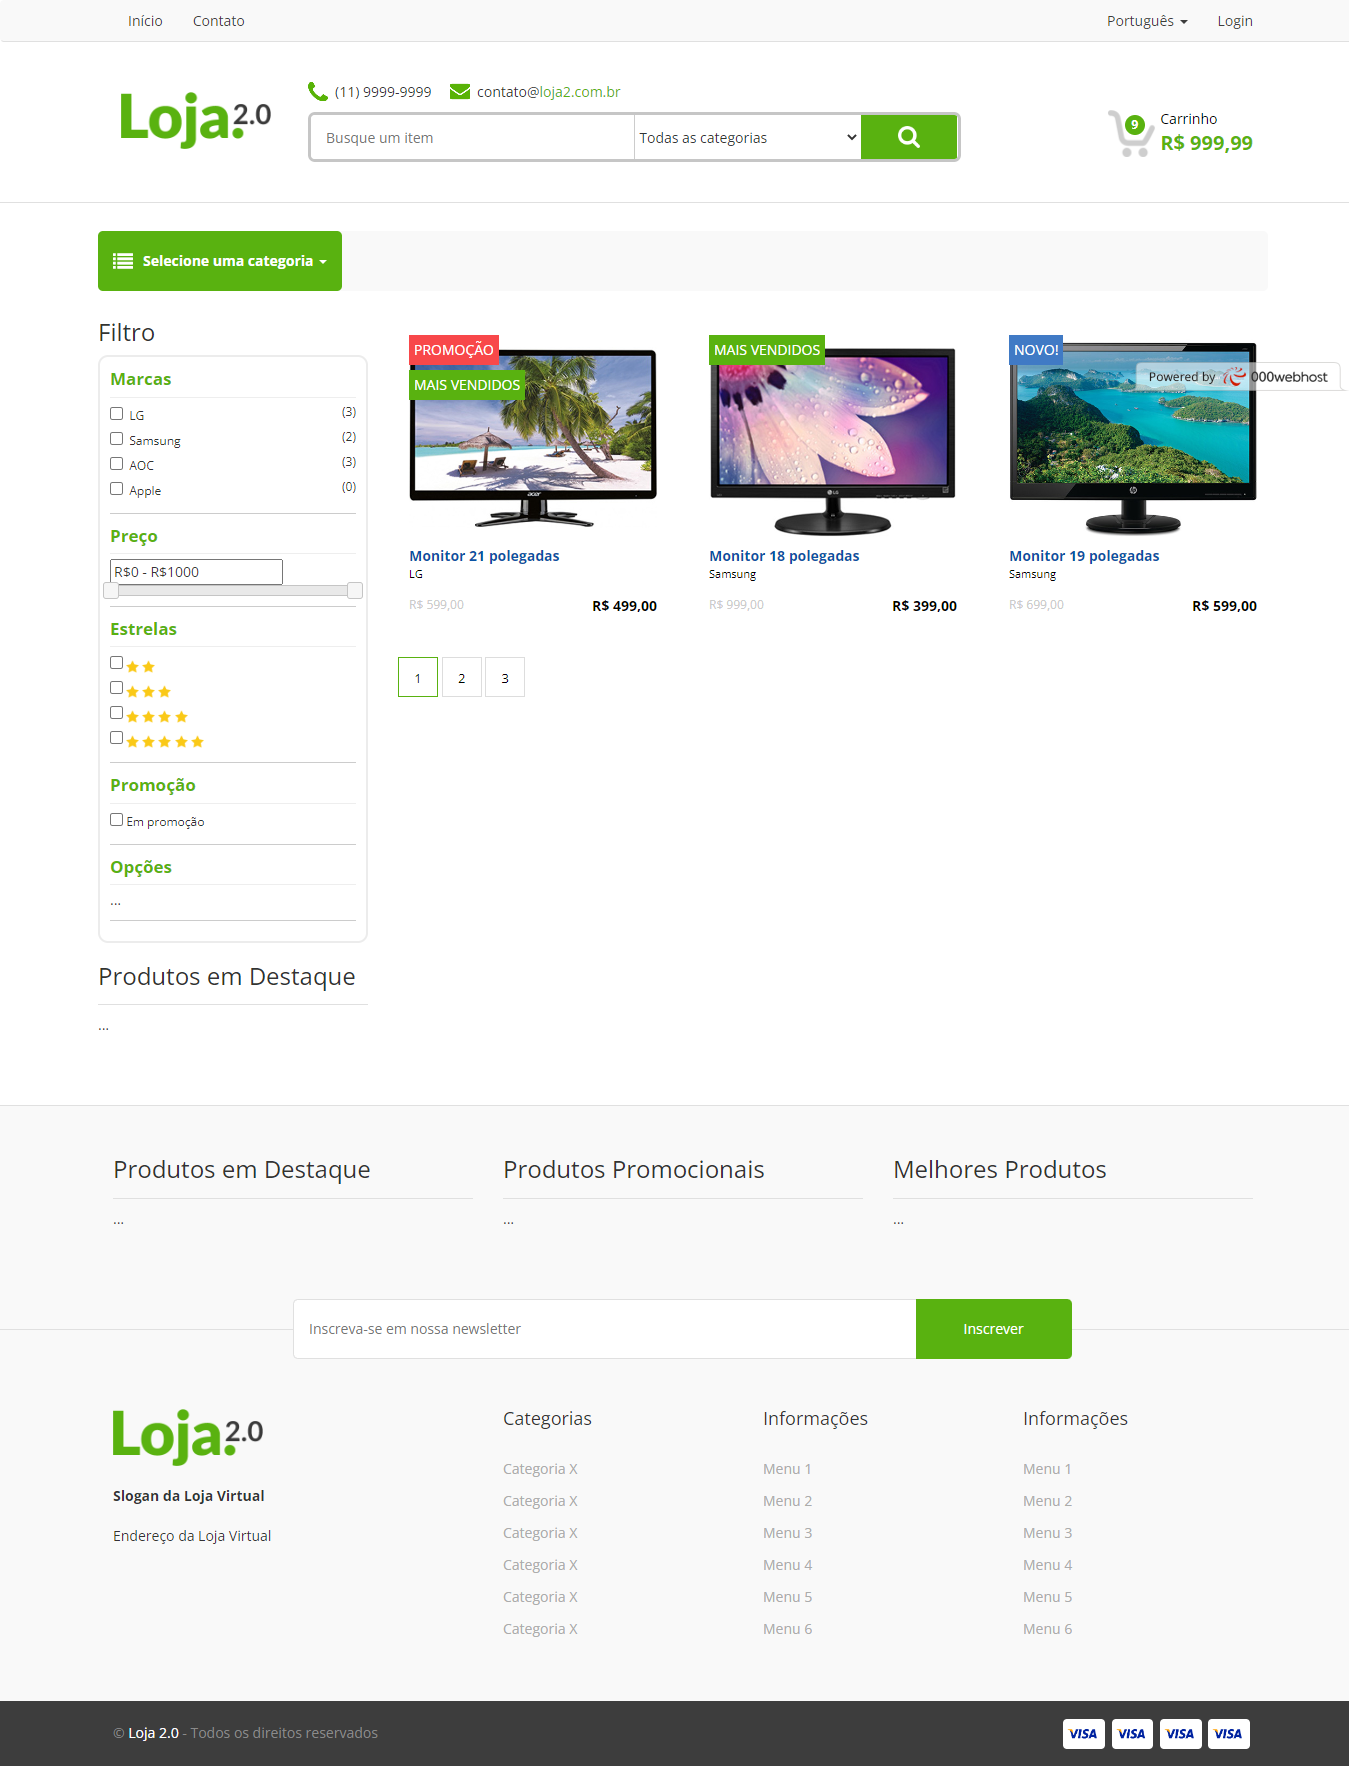 Início Contato Português Login
Loja2.0
(11) 9999-9999 contato@loja2.com.br
Busque um item Todas as categorias
9 Carrinho
R$ 999,99
Selecione uma categoria
Filtro
Marcas
LG (3)
Samsung (2)
AOC (3)
Apple (0)
Preço
R$0 - R$1000
Estrelas
Promoção
Em promoção
Opções
...
Produtos em Destaque
...
PROMOÇÃO
MAIS VENDIDOS
acer
Monitor 21 polegadas
LG
R$ 599,00 R$ 499,00
MAIS VENDIDOS
LG
Monitor 18 polegadas
Samsung
R$ 999,00 R$ 399,00
NOVO!
Powered by 000webhost
hp
Monitor 19 polegadas
Samsung
R$ 699,00 R$ 599,00
1 2 3
Produtos em Destaque
...
Produtos Promocionais
...
Melhores Produtos
...
Inscreva-se em nossa newsletter Inscrever
Loja2.0
Slogan da Loja Virtual
Endereço da Loja Virtual
Categorias
Categoria X
Categoria X
Categoria X
Categoria X
Categoria X
Categoria X
Informações
Menu 1
Menu 2
Menu 3
Menu 4
Menu 5
Menu 6
Informações
Menu 1
Menu 2
Menu 3
Menu 4
Menu 5
Menu 6
© Loja 2.0 - Todos os direitos reservados
VISA VISA VISA VISA